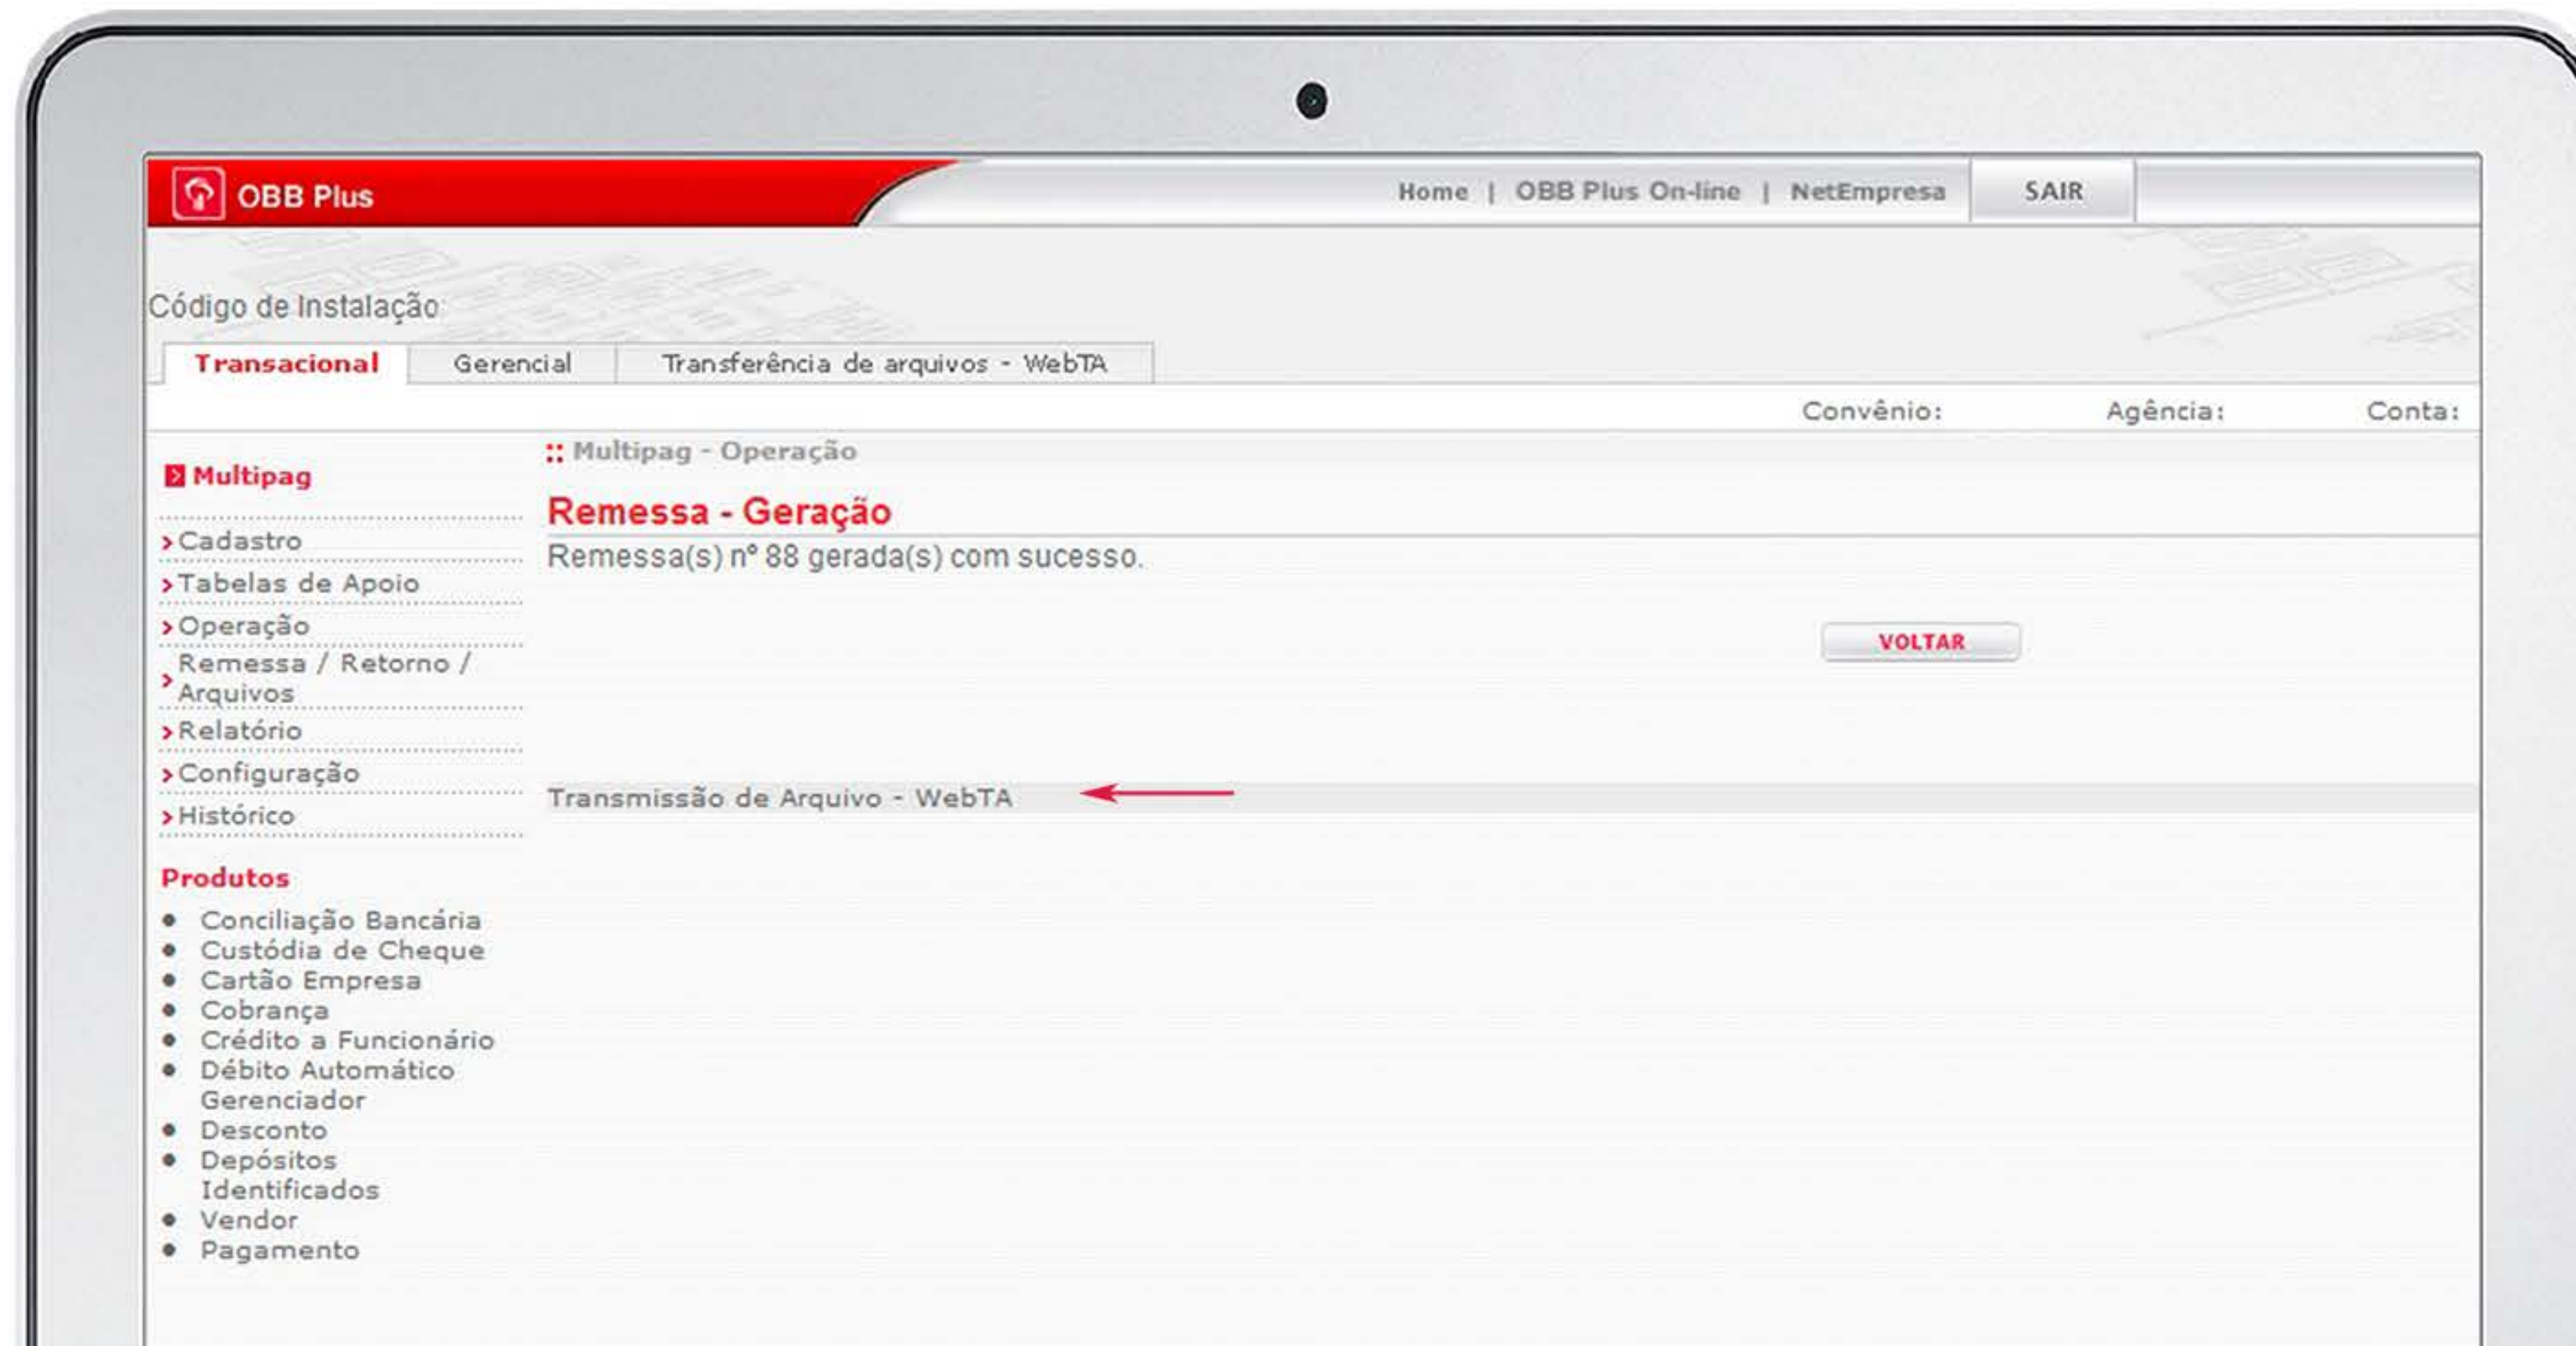 OBB Plus
Home | OBB Plus On-line | NetEmpresa
SAIR
Código de Instalação
Transacional
Gerencial
Transferência de arquivos - WebTA
Convênio:
Agência:
Conta:
Multipag
Cadastro
Tabelas de Apoio
Operação
Remessa / Retorno /
Arquivos
Relatório
Configuração
Histórico
Produtos
Conciliação Bancária
Custódia de Cheque
Cartão Empresa
Cobrança
Crédito a Funcionário
Débito Automático
Gerenciador
Desconto
Depósitos
Identificados
Vendor
Pagamento
:: Multipag - Operação
Remessa - Geração
Remessa(s) nº 88 gerada(s) com sucesso.
VOLTAR
Transmissão de Arquivo - WebTA